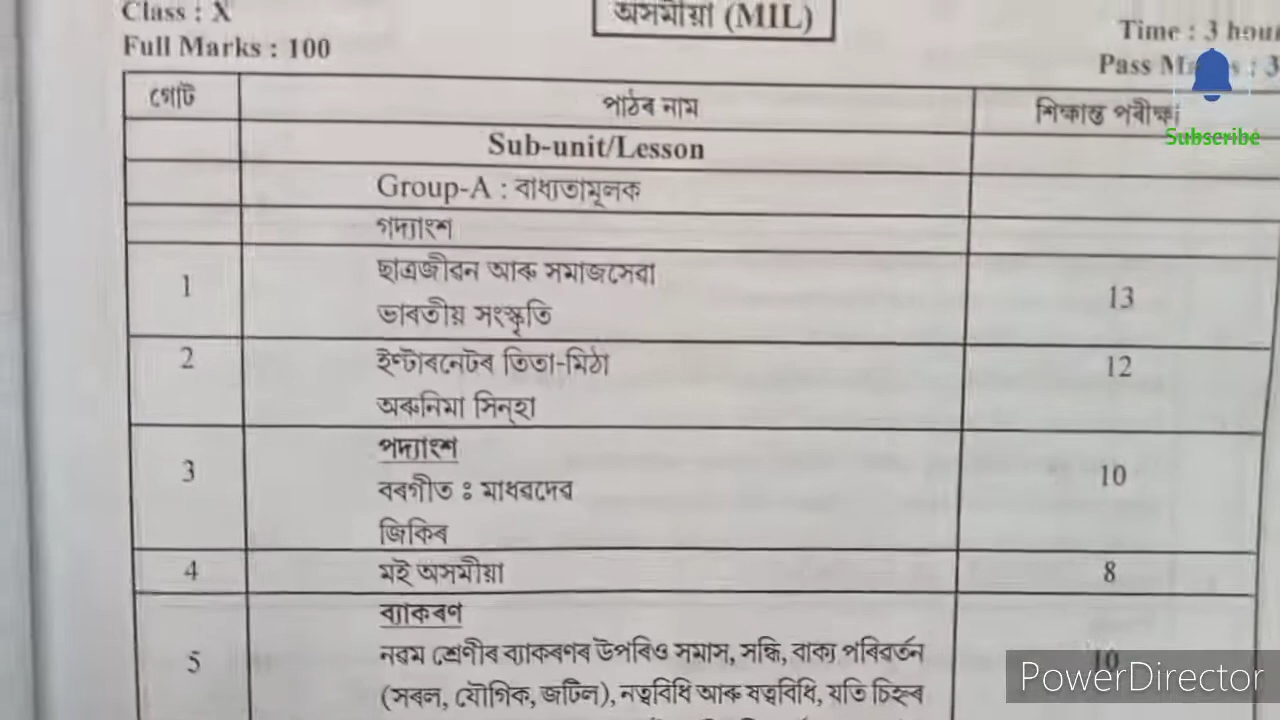 Class : X
অসমীয়া (MIL)
Full Marks : 100
Time : 3
Pass
গোট
পাঠৰ নাম
শিক্ষান্ত পৰীক্ষা
Subscribe
Sub-unit/Lesson
Group-A : বাধ্যতামূলক
গদ্যাংশ
1
ছাত্ৰজীৱন আৰু সমাজসেৱা
13
ভাৰতীয় সংস্কৃতি
2
ইণ্টাৰনেটৰ তিতা-মিঠা
12
অৰুনিমা সিন্‌হা
3
পদ্যাংশ
10
বৰগীত ঃ মাধৱদেৱ
জিকিৰ
4
মই অসমীয়া
8
ব্যাকৰণ
5
নৱম শ্ৰেণীৰ ব্যাকৰণৰ উপৰিও সমাস, সন্ধি, বাক্য পৰিবৰ্তন
10
(সৰল, যৌগিক, জটিল), নত্ববিধি আৰু ষত্ববিধি, যতি চিহ্নৰ
PowerDirector